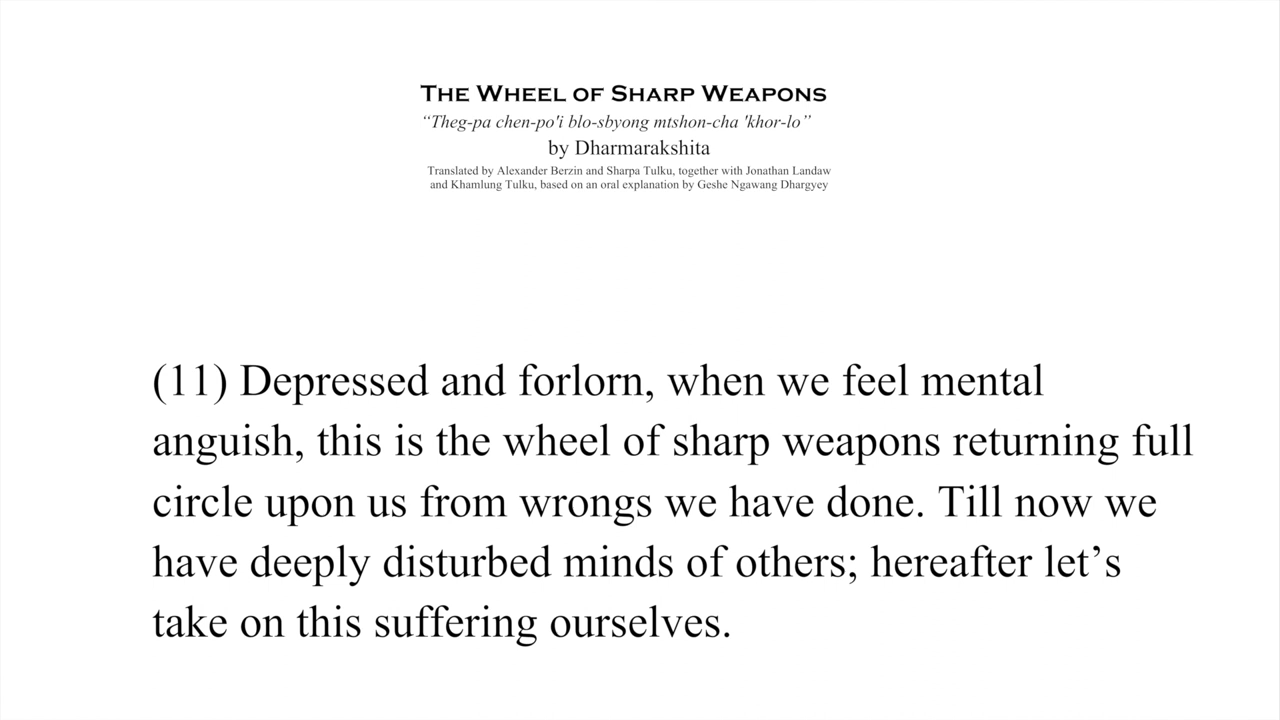 THE WHEEL OF SHARP WEAPONS
“Theg-pa chen-po'i blo-sbyong mtshon-cha 'khor-lo”
by Dharmarakshita
Translated by Alexander Berzin and Sharpa Tulku, together with Jonathan Landaw
and Khamlung Tulku, based on an oral explanation by Geshe Ngawang Dhargyey
(11) Depressed and forlorn, when we feel mental
anguish, this is the wheel of sharp weapons returning full
circle upon us from wrongs we have done. Till now we
have deeply disturbed minds of others; hereafter let’s
take on this suffering ourselves.